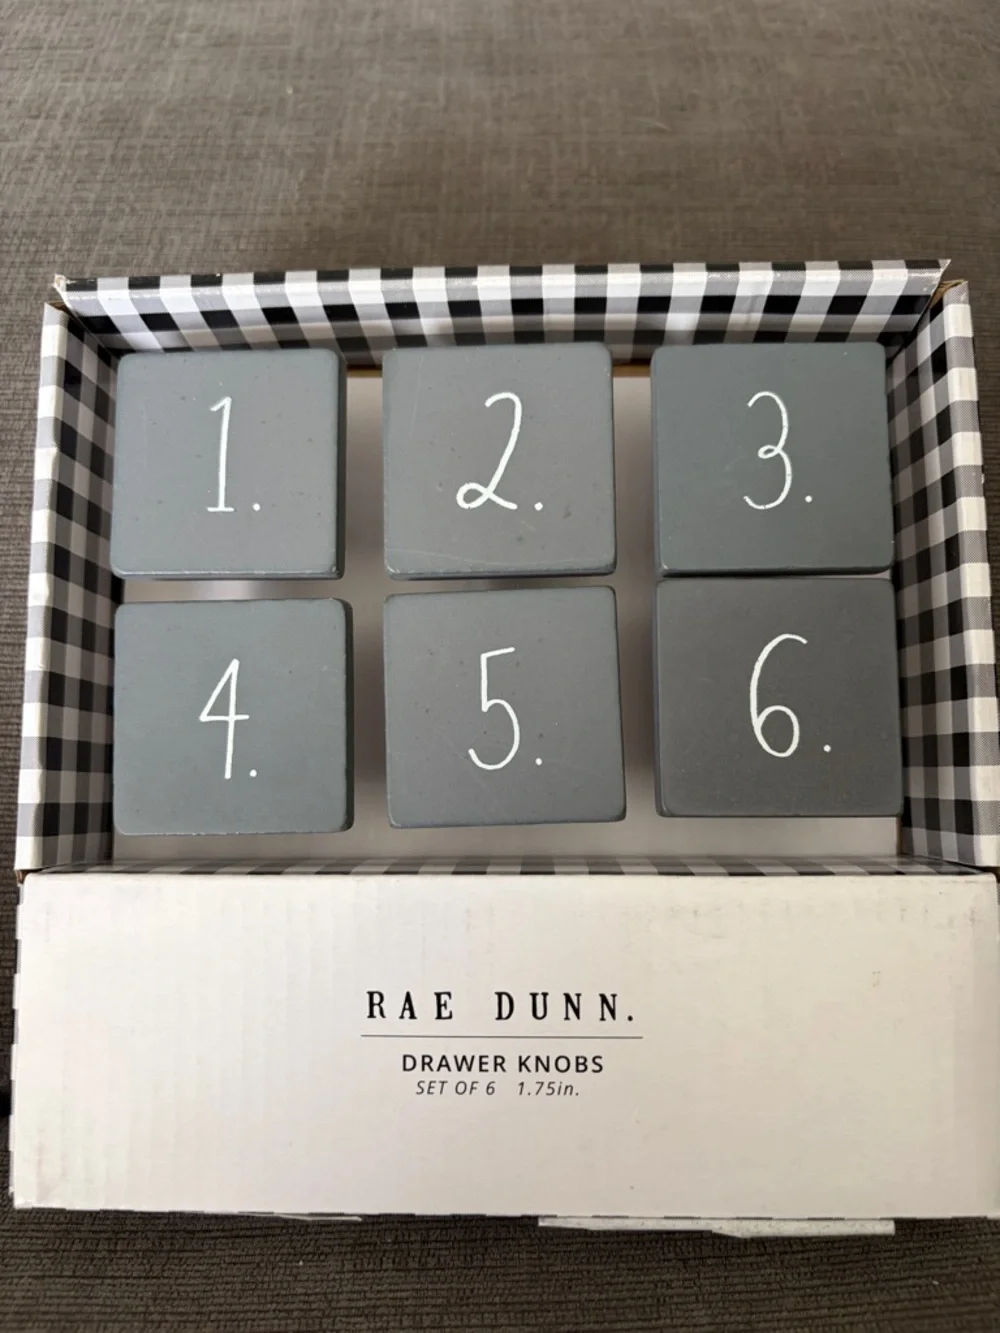 1. 2. 3.
4. 5. 6.
RAE DUNN.
DRAWER KNOBS
SET OF 6 1.75in.